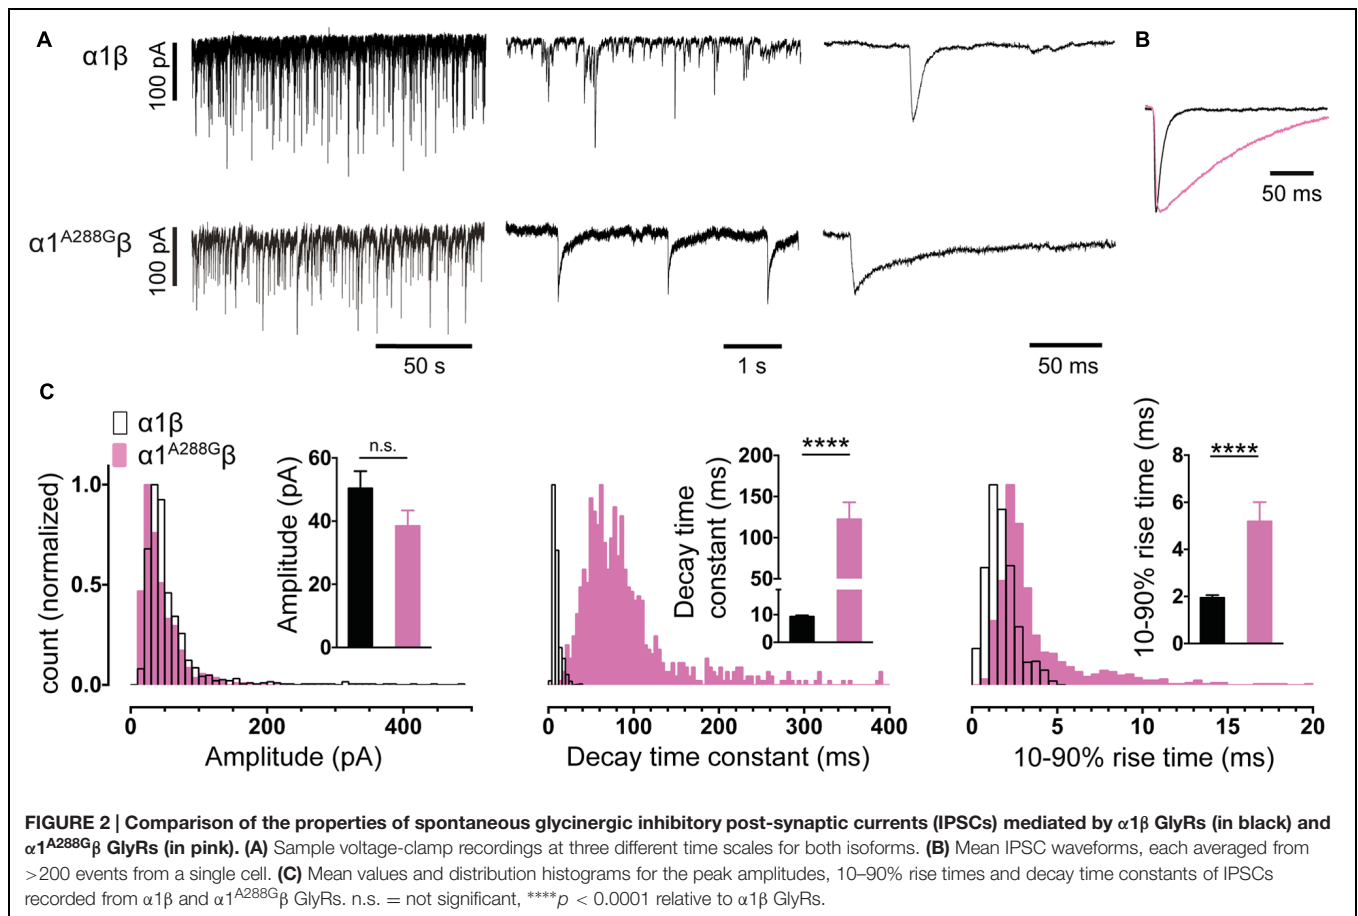 A
α1β
100 pA
B
50 ms
α1A288Gβ
100 pA
50 s
1 s
50 ms
C
α1β
α1A288Gβ
count (normalized)
1.0
0.5
0.0
0
200
400
Amplitude (pA)
Amplitude (pA)
60
40
20
0
n.s.
0
100
200
300
400
Decay time constant (ms)
Decay time
constant (ms)
200
150
100
50
10
0
****
0
5
10
15
20
10-90% rise time (ms)
10-90% rise time (ms)
8
6
4
2
0
****
FIGURE 2 | Comparison of the properties of spontaneous glycinergic inhibitory post-synaptic currents (IPSCs) mediated by α1β GlyRs (in black) and
α1A288Gβ GlyRs (in pink). (A) Sample voltage-clamp recordings at three different time scales for both isoforms. (B) Mean IPSC waveforms, each averaged from
>200 events from a single cell. (C) Mean values and distribution histograms for the peak amplitudes, 10–90% rise times and decay time constants of IPSCs
recorded from α1β and α1A288Gβ GlyRs. n.s. = not significant, ****p < 0.0001 relative to α1β GlyRs.